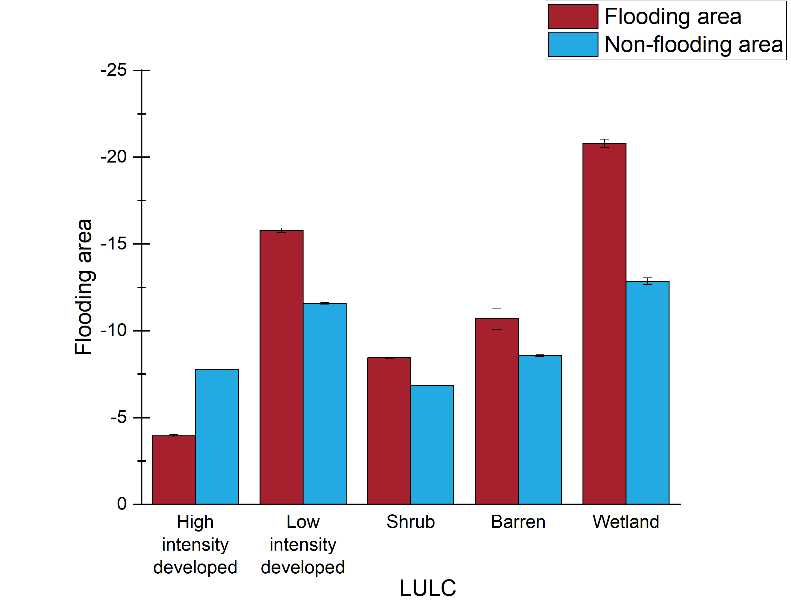 Flooding area
Non-flooding area
-25
-20
-15
-10
-5
0
Flooding area
High
intensity
developed
Low
intensity
developed
Shrub
Barren
Wetland
LULC